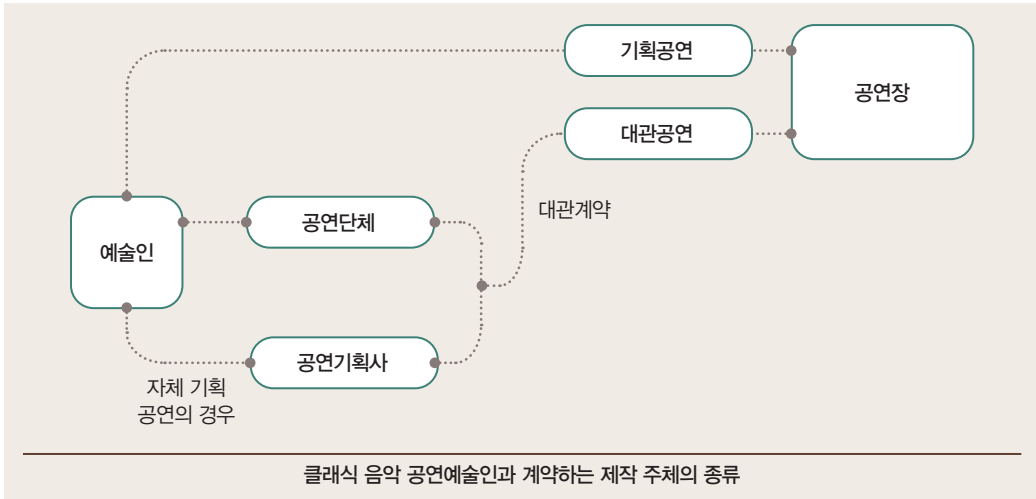 기획공연
공연장
대관공연
대관계약
공연단체
예술인
공연기획사
자체 기획
공연의 경우
클래식 음악 공연예술인과 계약하는 제작 주체의 종류